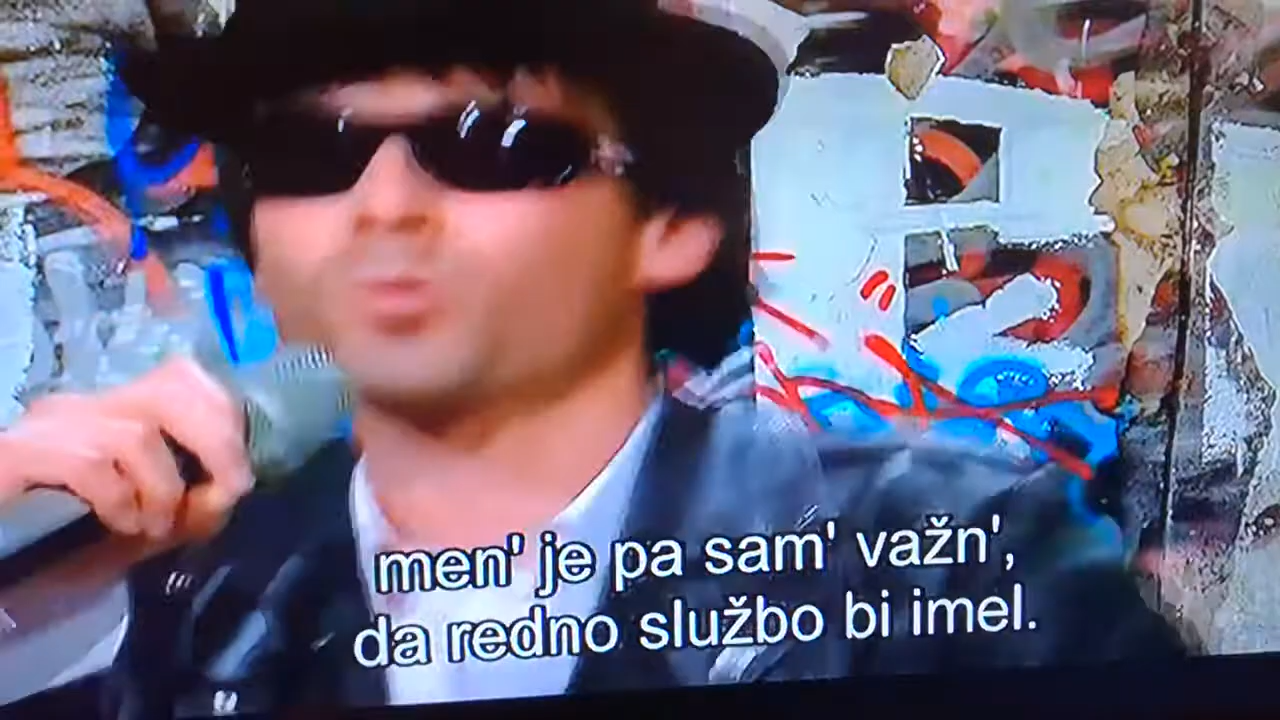 men' je pa sam' važn',
da redno službo bi imel.